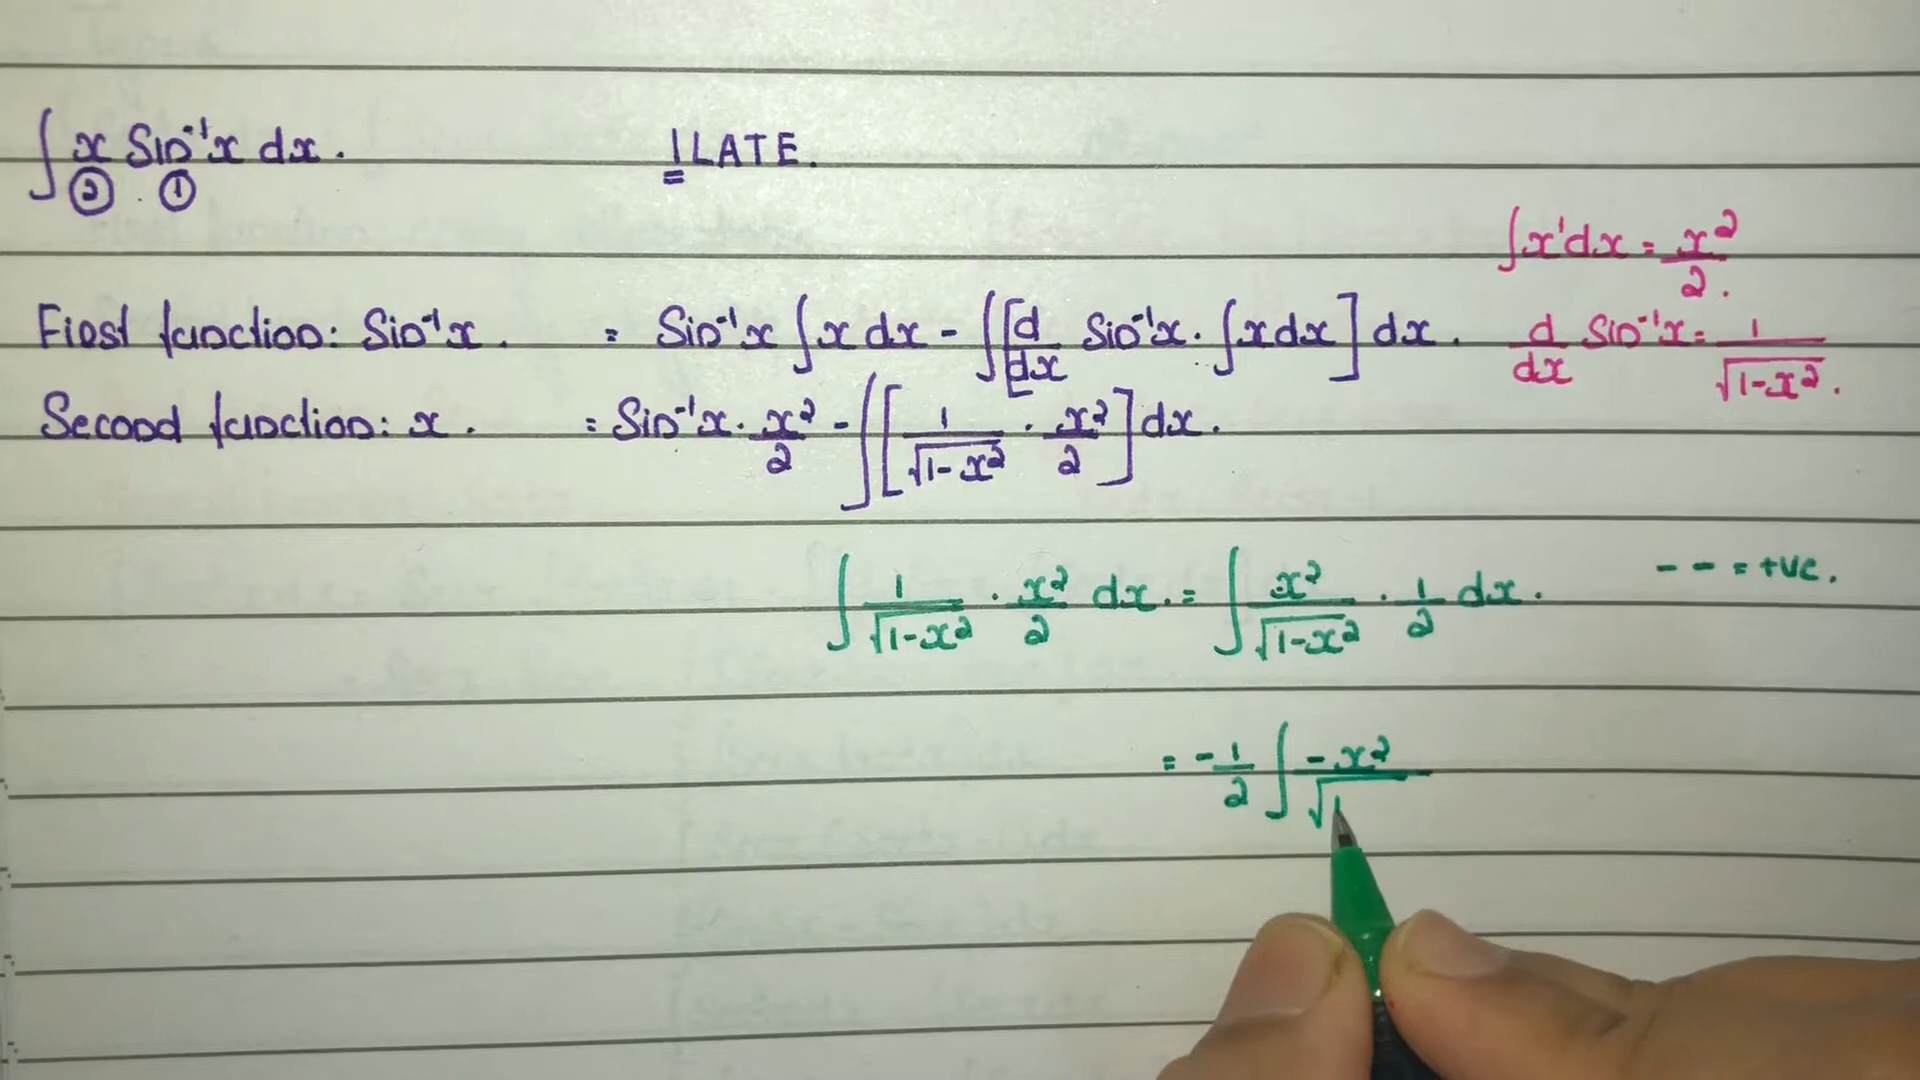 ∫ x Sin⁻¹x dx.
② . ①
ILATE.
∫x¹dx = x²/2.
First function: Sin⁻¹x. = Sin⁻¹x ∫x dx - ∫[d/dx Sin⁻¹x . ∫xdx] dx.
d/dx Sin⁻¹x = 1/√1-x².
Second function: x. = Sin⁻¹x . x²/2 - ∫[1/√1-x² . x²/2] dx.
∫ 1/√1-x² . x²/2 dx. = ∫ x²/√1-x² . 1/2 dx.
- - = +ve.
= -1/2 ∫ -x²/√1